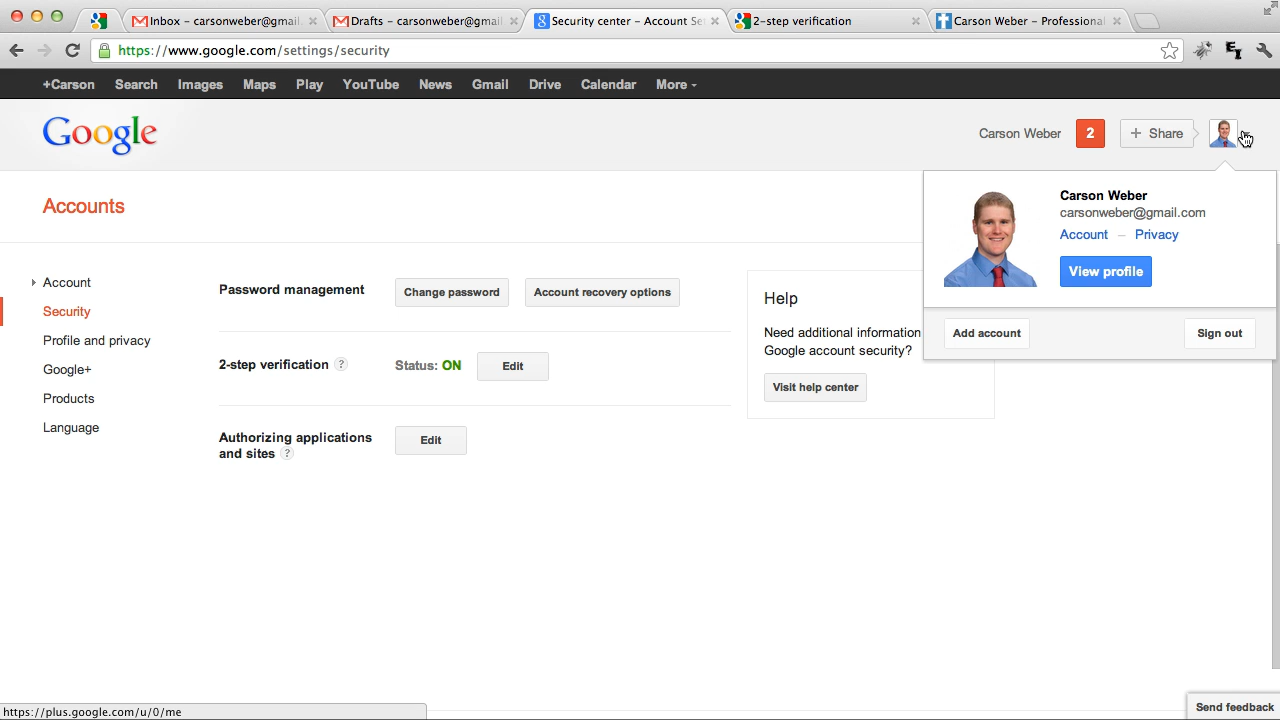 Inbox – carsonweber@gmail.
Drafts – carsonweber@gmail
Security center – Account Se
2-step verification
Carson Weber – Professional
https://www.google.com/settings/security
+Carson Search Images Maps Play YouTube News Gmail Drive Calendar More
Google
Carson Weber 2 + Share
Accounts
Carson Weber
carsonweber@gmail.com
Account – Privacy
View profile
Add account Sign out
Account
Security
Profile and privacy
Google+
Products
Language
Password management Change password Account recovery options
2-step verification ? Status: ON Edit
Authorizing applications
and sites ? Edit
Help
Need additional information
Google account security?
Visit help center
https://plus.google.com/u/0/me
Send feedback